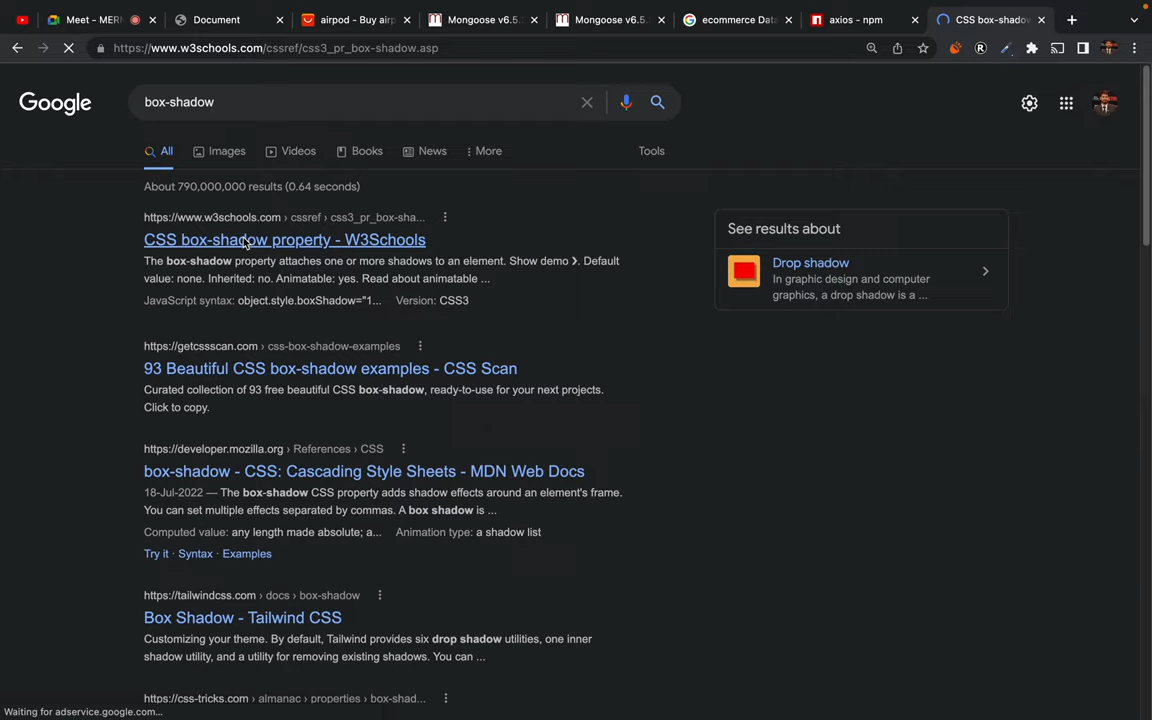 Meet - MERN
Document
airpod - Buy airp
Mongoose v6.5.
Mongoose v6.5.
ecommerce Dat
axios - npm
CSS box-shado
https://www.w3schools.com/cssref/css3_pr_box-shadow.asp
Google
box-shadow
All
Images
Videos
Books
News
More
Tools
About 790,000,000 results (0.64 seconds)
https://www.w3schools.com › cssref › css3_pr_box-sha...
CSS box-shadow property - W3Schools
The box-shadow property attaches one or more shadows to an element. Show demo ❯. Default
value: none. Inherited: no. Animatable: yes. Read about animatable ...
JavaScript syntax: object.style.boxShadow="1... Version: CSS3
See results about
Drop shadow
In graphic design and computer
graphics, a drop shadow is a ...
https://getcssscan.com › css-box-shadow-examples
93 Beautiful CSS box-shadow examples - CSS Scan
Curated collection of 93 free beautiful CSS box-shadow, ready-to-use for your next projects.
Click to copy.
https://developer.mozilla.org › References › CSS
box-shadow - CSS: Cascading Style Sheets - MDN Web Docs
18-Jul-2022 — The box-shadow CSS property adds shadow effects around an element's frame.
You can set multiple effects separated by commas. A box shadow is ...
Computed value: any length made absolute; a... Animation type: a shadow list
Try it · Syntax · Examples
https://tailwindcss.com › docs › box-shadow
Box Shadow - Tailwind CSS
Customizing your theme. By default, Tailwind provides six drop shadow utilities, one inner
shadow utility, and a utility for removing existing shadows. You can ...
https://css-tricks.com › almanac › properties › box-shad...
Waiting for adservice.google.com...